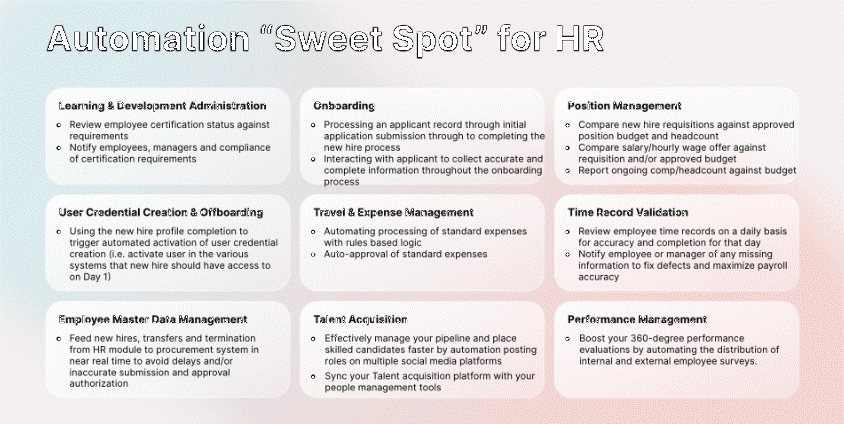 Automation “Sweet Spot” for HR
Learning & Development Administration
Review employee certification status against
requirements
Notify employees, managers and compliance
of certification requirements
Onboarding
Processing an applicant record through initial
application submission through to completing the
new hire process
Interacting with applicant to collect accurate and
complete information throughout the onboarding
process
Position Management
Compare new hire requisitions against approved
position budget and headcount
Compare salary/hourly wage offer against
requisition and/or approved budget
Report ongoing comp/headcount against budget
User Credential Creation & Offboarding
Using the new hire profile completion to
trigger automated activation of user credential
creation (i.e. activate user in the various
systems that new hire should have access to
on Day 1)
Travel & Expense Management
Automating processing of standard expenses
with rules based logic
Auto-approval of standard expenses
Time Record Validation
Review employee time records on a daily basis
for accuracy and completion for that day
Notify employee or manager of any missing
information to fix defects and maximize payroll
accuracy
Employee Master Data Management
Feed new hires, transfers and termination
from HR module to procurement system in
near real time to avoid delays and/or
inaccurate submission and approval
authorization
Talent Acquisition
Effectively manage your pipeline and place
skilled candidates faster by automation posting
roles on multiple social media platforms
Sync your Talent acquisition platform with your
people management tools
Performance Management
Boost your 360-degree performance
evaluations by automating the distribution of
internal and external employee surveys.